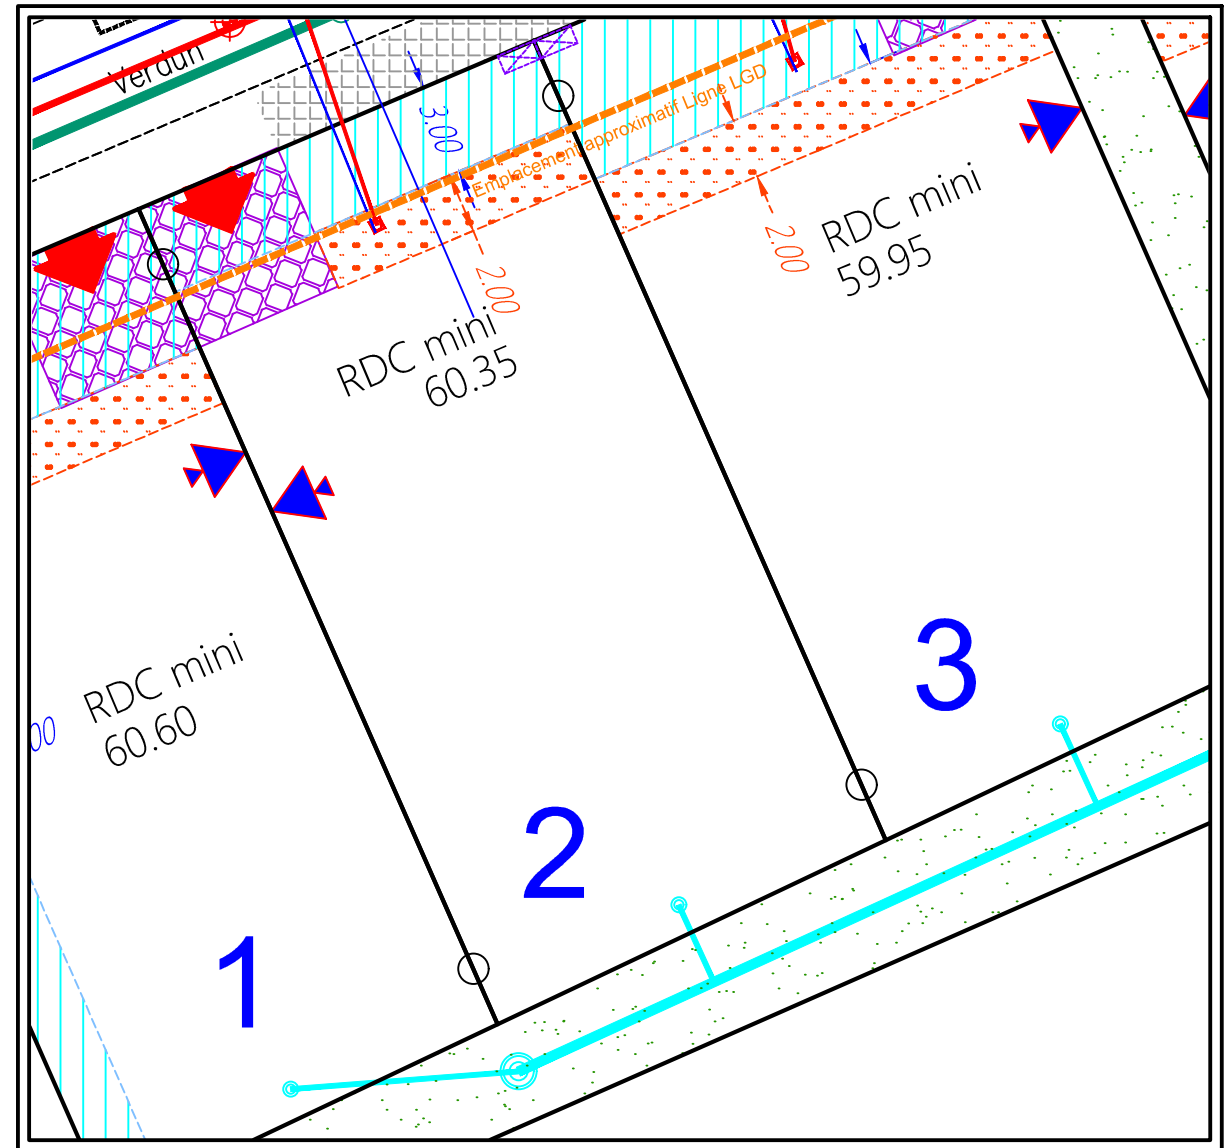 Verdun
3.00
Emplacement approximatif Ligne LGD
2.00
2.00
RDC mini
59.95
RDC mini
60.35
RDC mini
60.60
00
3
2
1